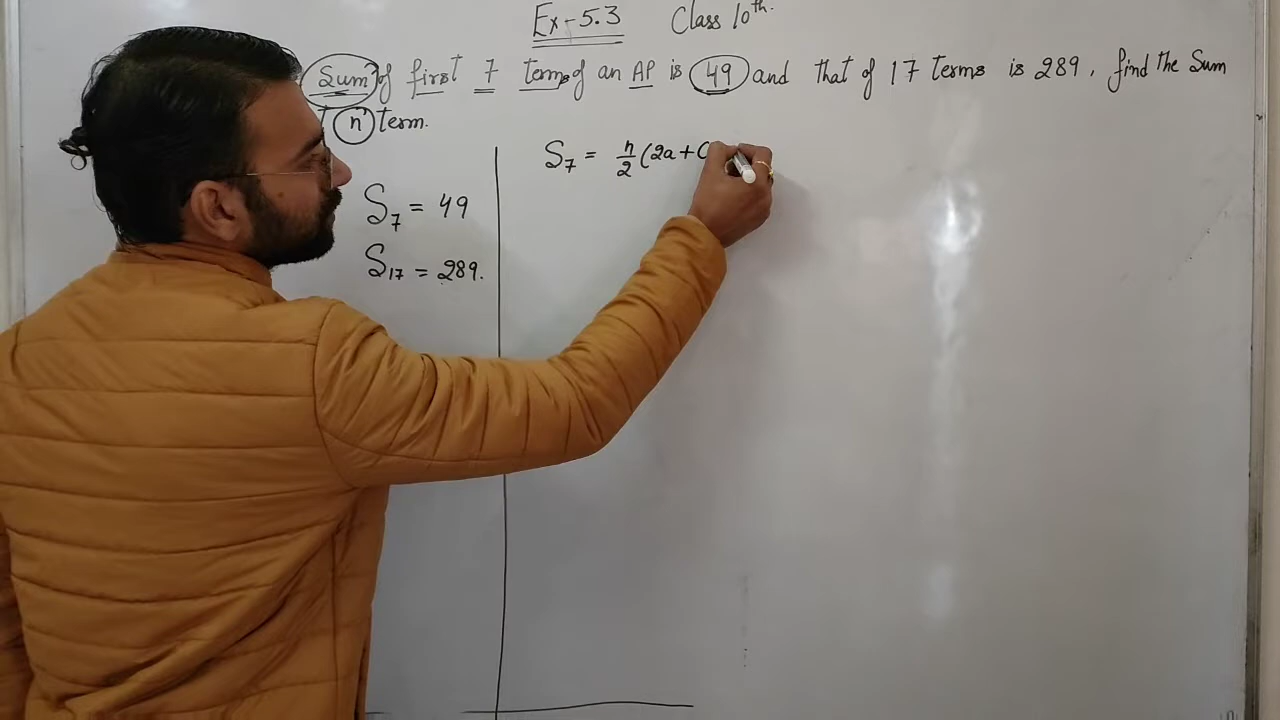 Ex-5.3 Class 10th.
Sum of first 7 terms of an AP is 49 and that of 17 terms is 289, find the Sum
n term.
S7 = n/2 (2a+(
S7 = 49
S17 = 289.